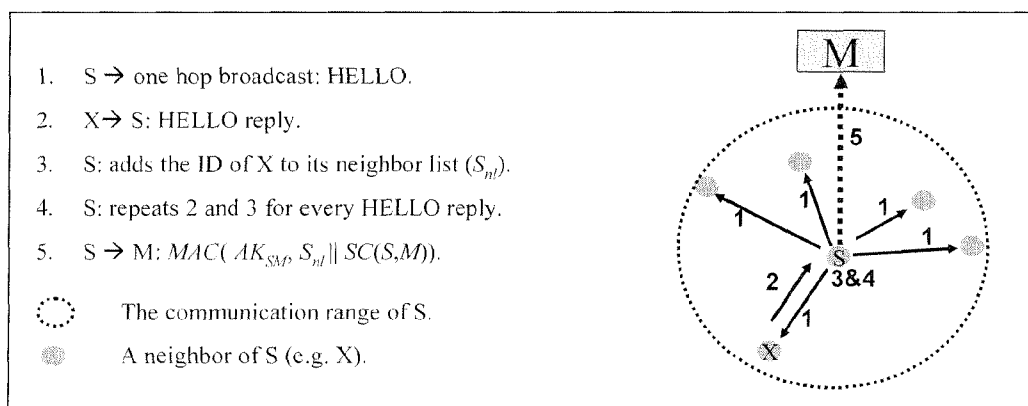 1. S → one hop broadcast: HELLO.
2. X → S: HELLO reply.
3. S: adds the ID of X to its neighbor list (S_nl).
4. S: repeats 2 and 3 for every HELLO reply.
5. S → M: MAC( AK_SM, S_nl || SC(S,M)).
The communication range of S.
A neighbor of S (e.g. X).
M
5
1
1
1
1
S
3&4
2
1
X